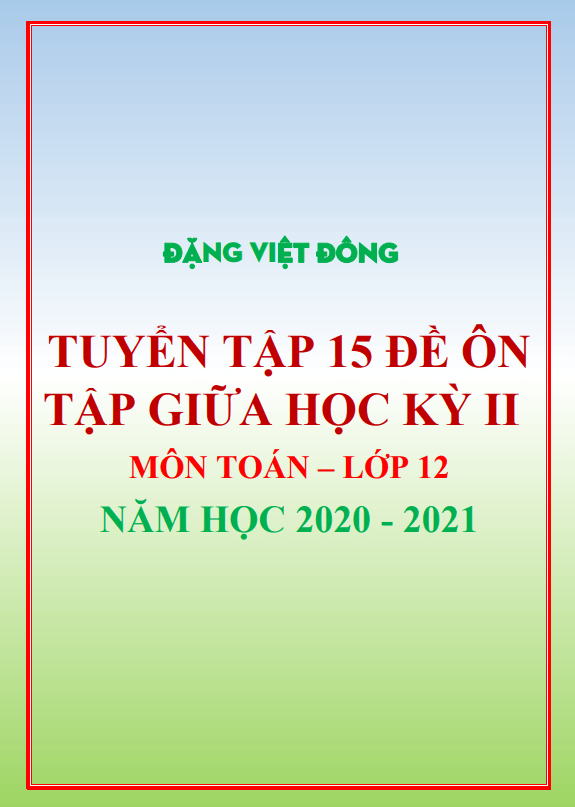 ĐẶNG VIỆT ĐÔNG
TUYỂN TẬP 15 ĐỀ ÔN
TẬP GIỮA HỌC KỲ II
MÔN TOÁN – LỚP 12
NĂM HỌC 2020 - 2021